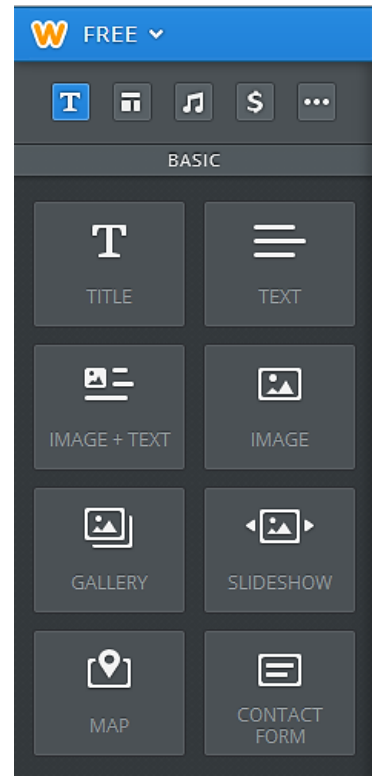 W FREE
T $
BASIC
T
TITLE TEXT
IMAGE + TEXT IMAGE
GALLERY SLIDESHOW
MAP CONTACT
FORM